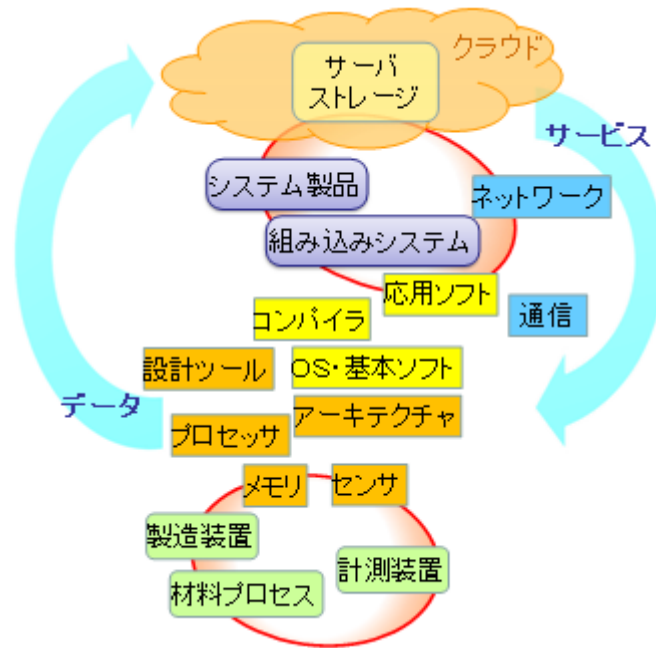 クラウド
サーバ
ストレージ
サービス
システム製品
ネットワーク
組み込みシステム
応用ソフト
コンパイラ
通信
設計ツール
OS・基本ソフト
データ
アーキテクチャ
プロセッサ
メモリ
センサ
製造装置
計測装置
材料プロセス